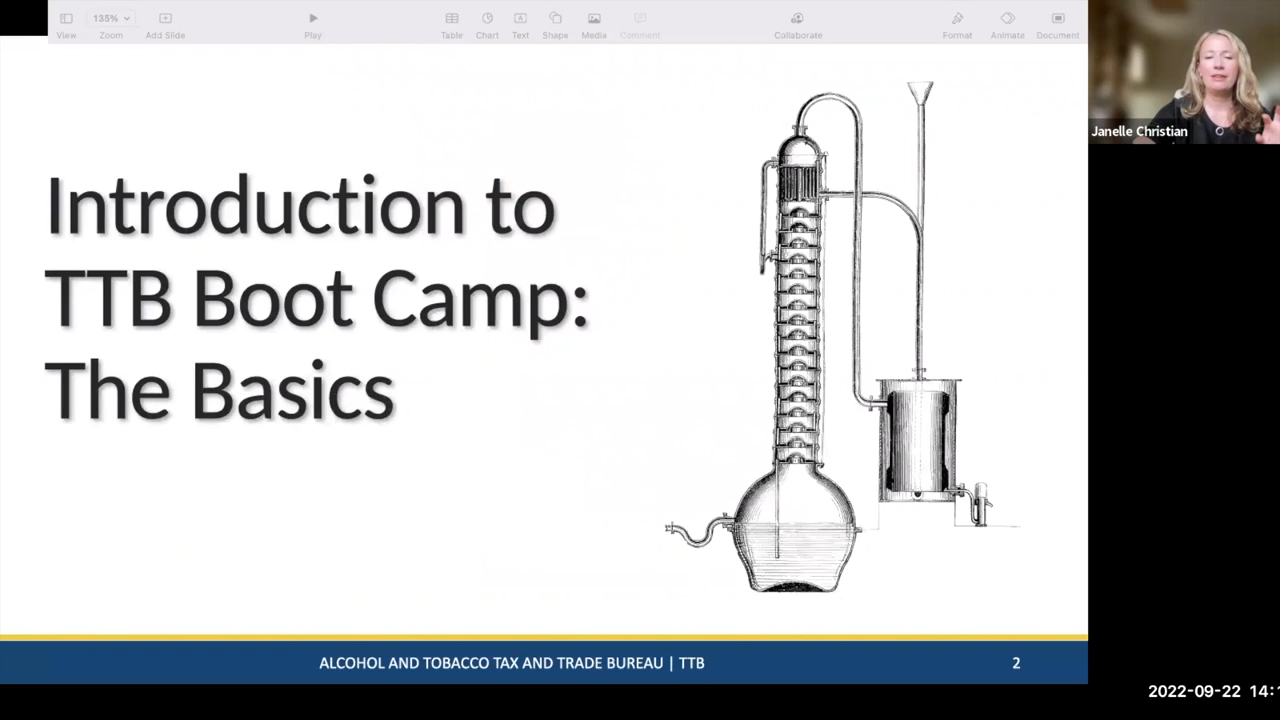 135%
View
Zoom
Add Slide
Play
Table
Chart
Text
Shape
Media
Comment
Collaborate
Format
Animate
Document
Janelle Christian
Introduction to
TTB Boot Camp:
The Basics
ALCOHOL AND TOBACCO TAX AND TRADE BUREAU | TTB
2
2022-09-22 14: